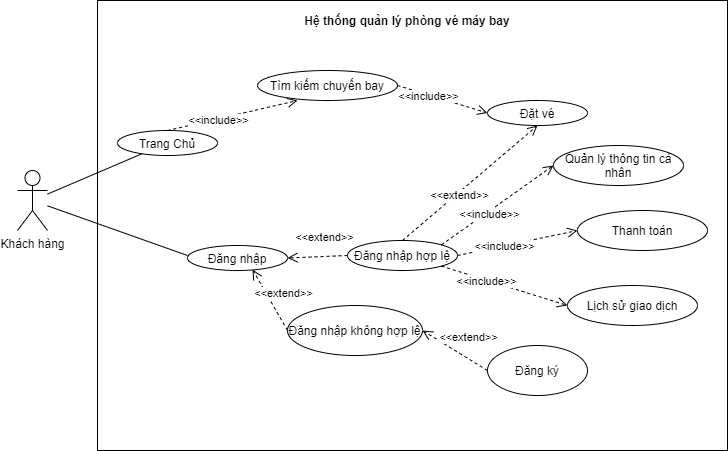 Hệ thống quản lý phòng vé máy bay
Tìm kiếm chuyến bay
<<include>>
Đặt vé
<<include>>
Trang Chủ
Quản lý thông tin cá
nhân
<<extend>>
<<include>>
Khách hàng
Thanh toán
<<extend>>
<<include>>
Đăng nhập
Đăng nhập hợp lệ
<<include>>
<<extend>>
Lịch sử giao dịch
Đăng nhập không hợp lệ
<<extend>>
Đăng ký